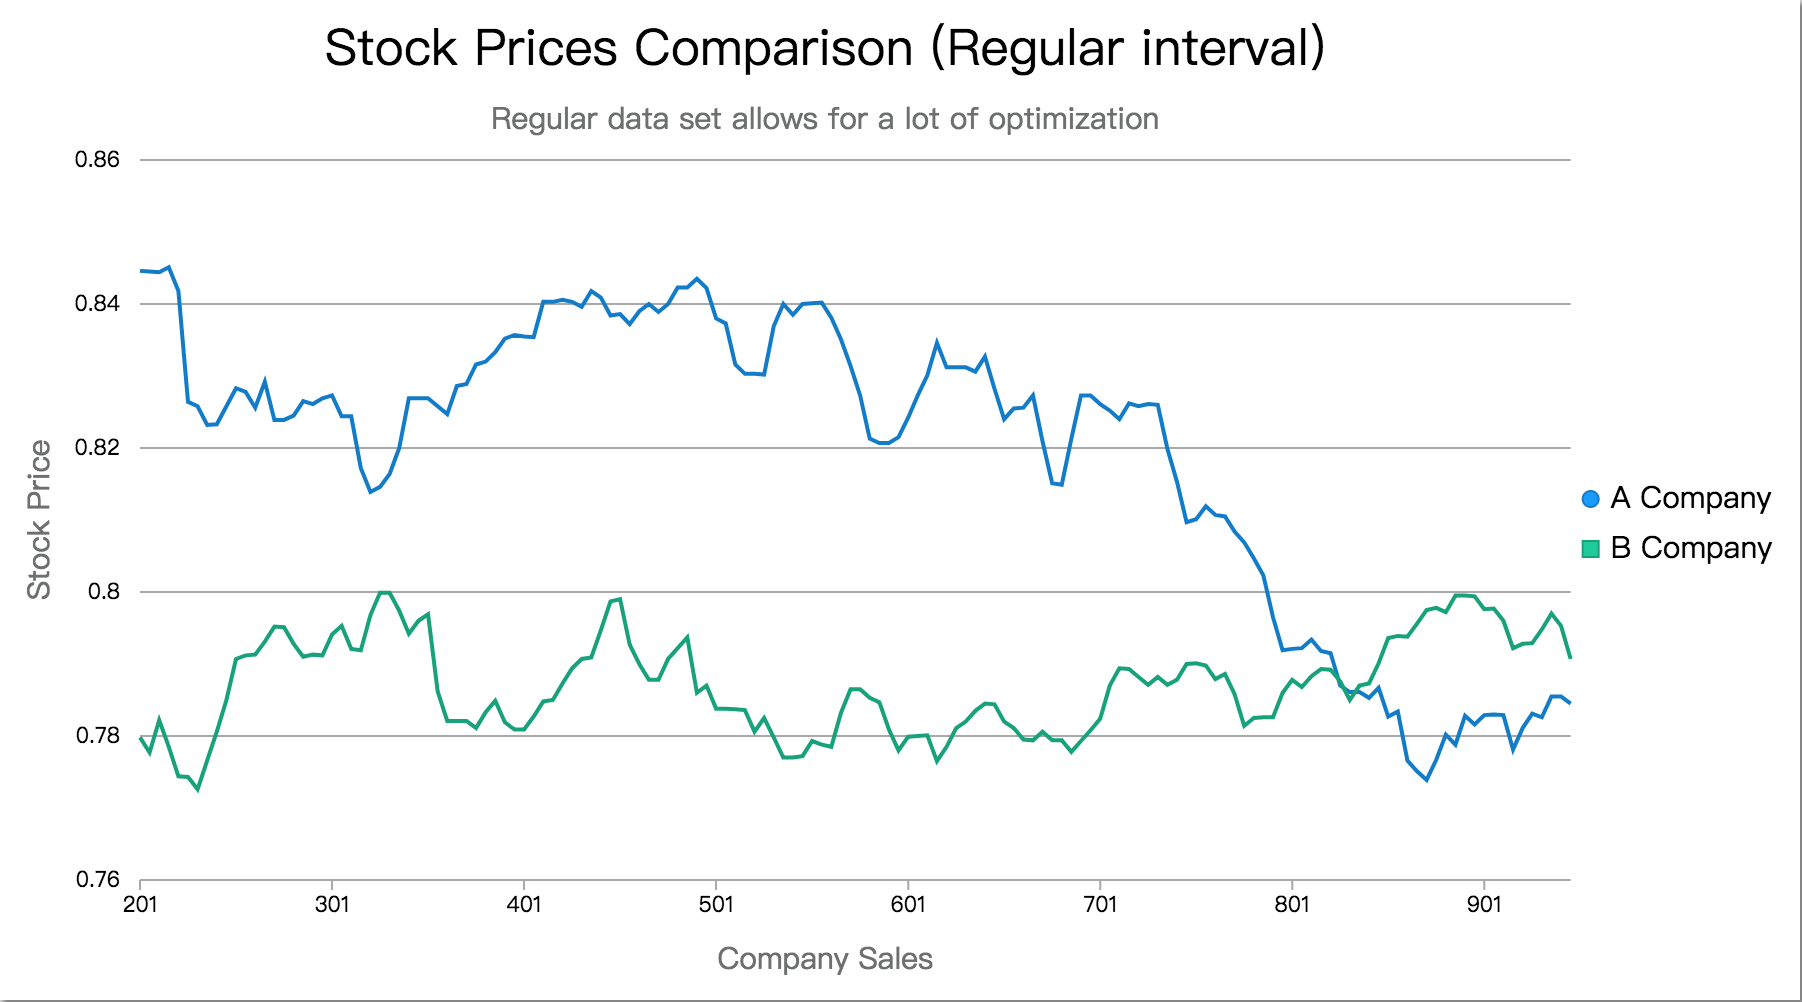 Stock Prices Comparison (Regular interval)
Regular data set allows for a lot of optimization
0.86
0.84
0.82
0.8
0.78
0.76
Stock Price
201 301 401 501 601 701 801 901
Company Sales
A Company
B Company